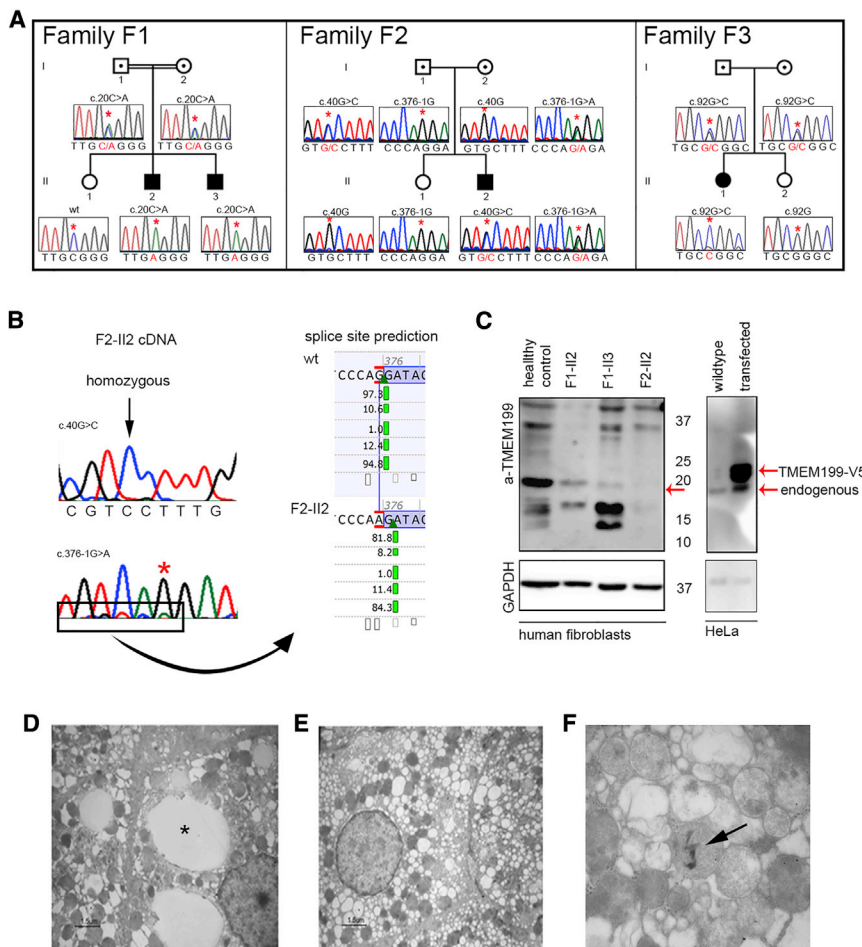 A
Family F1
Family F2
Family F3
I
I
I
1
2
1
2
1
2
c.20C>A
c.20C>A
c.40G>C
c.376-1G
c.40G
c.376-1G>A
c.92G>C
c.92G>C
*
*
*
*
*
*
*
*
TTGC/AGGG
TTGC/AGGG
GTG/CCTTT
CCCAGGA
GTGCTTT
CCCAG/AGA
TGCG/CGGC
TGCG/CGGC
II
II
II
1
2
3
1
2
1
2
wt
c.20C>A
c.20C>A
c.40G
c.376-1G
c.40G>C
c.376-1G>A
c.92G>C
c.92G
*
*
*
*
*
*
*
*
*
TTGCGGG
TTGAGGG
TTGAGGG
GTGCTTT
CCCAGGA
GTG/CCTTT
CCCAG/AGA
TGCCGGC
TGCGGGC
B
F2-II2 cDNA
homozygous
c.40G>C
CGTCCTTTG
c.376-1G>A
*
splice site prediction
wt
376
CCCAGGATAC
97.3
10.6
1.0
12.4
94.8
F2-II2
376
CCCAAGATAC
81.8
8.2
1.0
11.4
84.3
C
healthy control
F1-II2
F1-II3
F2-II2
wildtype
transfected
a-TMEM199
37
25
20
15
10
TMEM199-V5
endogenous
GAPDH
37
human fibroblasts
HeLa
D
*
1.5µm
E
1.5µm
F